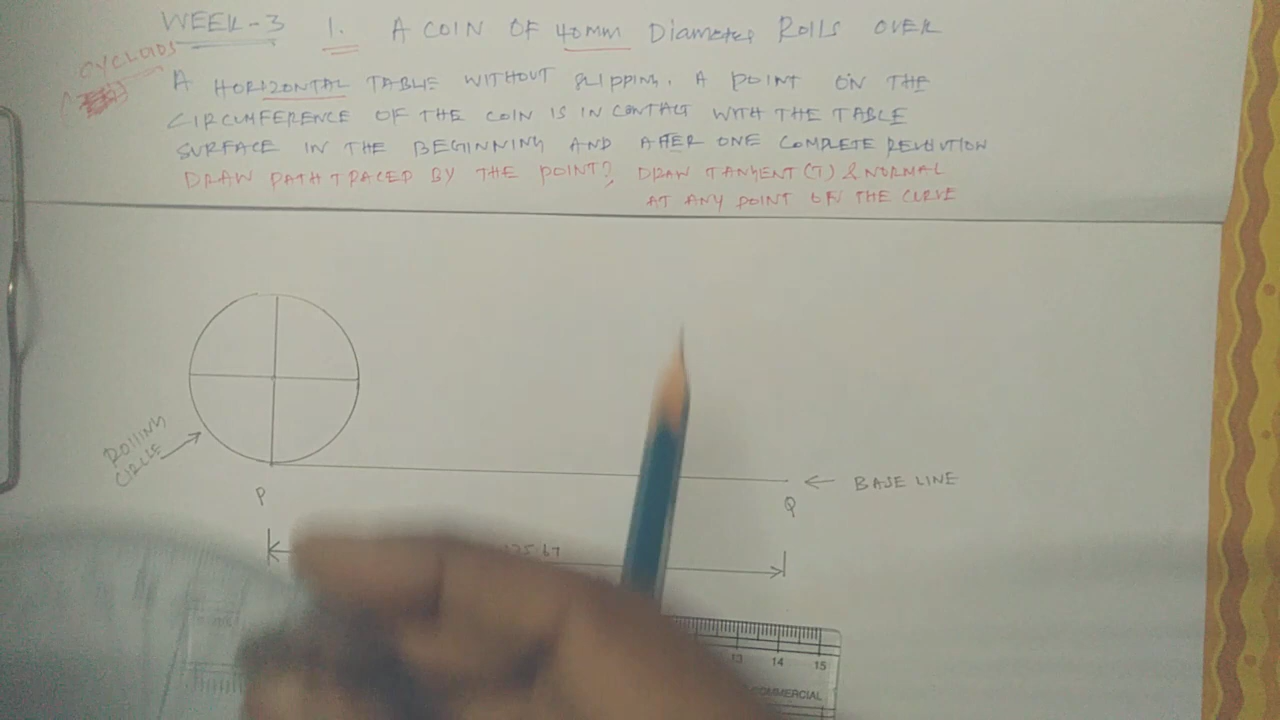 WEEK-3 1. A COIN OF 40MM Diameter Rolls OVER
CYCLOIDS
A HORIZONTAL TABLE WITHOUT SLIPPING. A POINT ON THE
CIRCUMFERENCE OF THE COIN IS IN CONTACT WITH THE TABLE
SURFACE IN THE BEGINNING AND AFTER ONE COMPLETE REVOLUTION
DRAW PATH TRACED BY THE POINT? DRAW TANGENT (T) & NORMAL
AT ANY POINT ON THE CURVE
ROLLING
CIRCLE
P
Q
BASE LINE
13 14 15
COMMERCIAL